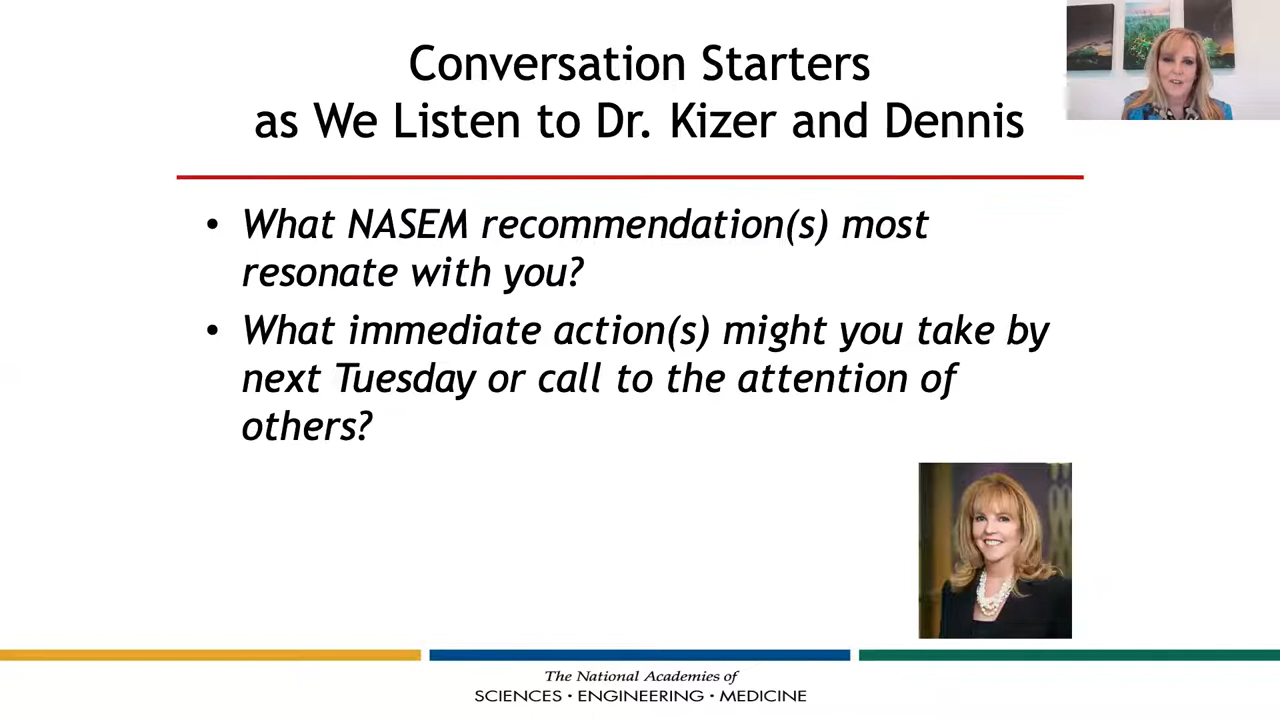 Conversation Starters
as We Listen to Dr. Kizer and Dennis
• What NASEM recommendation(s) most
resonate with you?
• What immediate action(s) might you take by
next Tuesday or call to the attention of
others?
The National Academies of
SCIENCES • ENGINEERING • MEDICINE